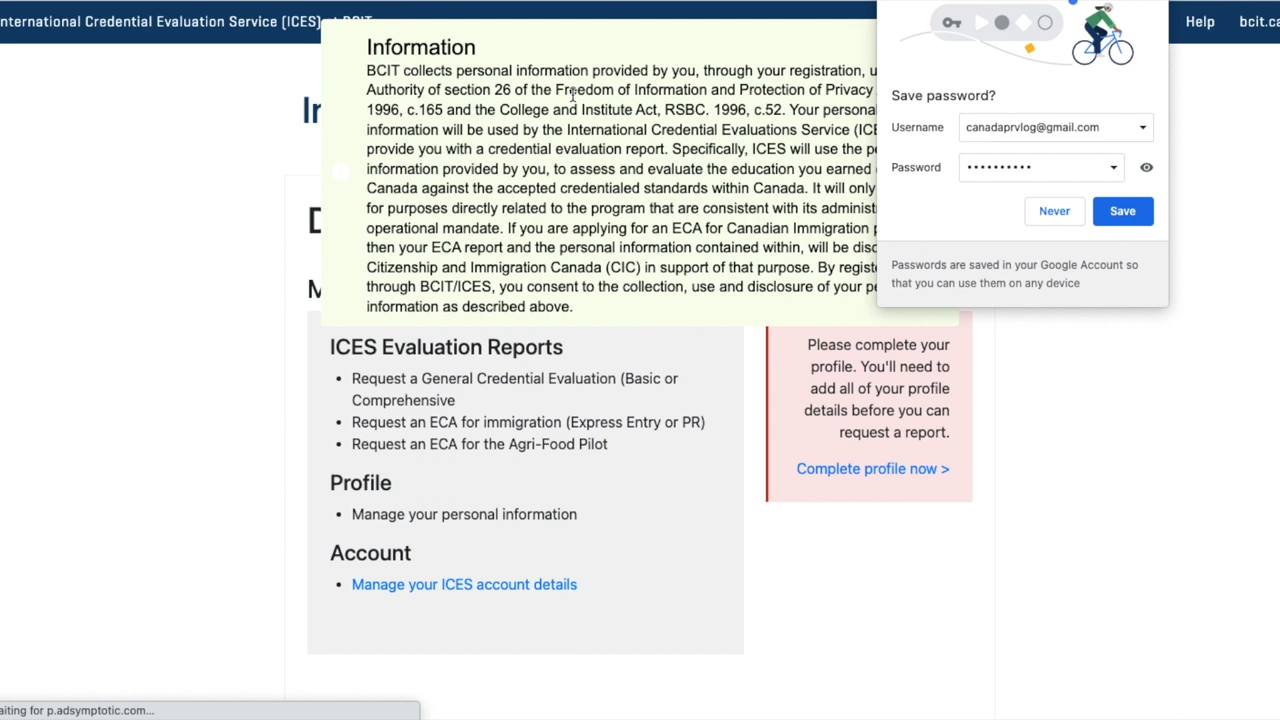 nternational Credential Evaluation Service (ICES) at BCIT
Help
bcit.ca
Information
BCIT collects personal information provided by you, through your registration, u
Authority of section 26 of the Freedom of Information and Protection of Privacy
1996, c.165 and the College and Institute Act, RSBC. 1996, c.52. Your personal
information will be used by the International Credential Evaluations Service (ICE
provide you with a credential evaluation report. Specifically, ICES will use the pe
information provided by you, to assess and evaluate the education you earned
Canada against the accepted credentialed standards within Canada. It will only
for purposes directly related to the program that are consistent with its administ
operational mandate. If you are applying for an ECA for Canadian Immigration p
then your ECA report and the personal information contained within, will be disc
Citizenship and Immigration Canada (CIC) in support of that purpose. By regist
through BCIT/ICES, you consent to the collection, use and disclosure of your pe
information as described above.
Save password?
Username canadaprvlog@gmail.com
Password ••••••••••
Never Save
Passwords are saved in your Google Account so
that you can use them on any device
In
D
M
ICES Evaluation Reports
• Request a General Credential Evaluation (Basic or
Comprehensive
• Request an ECA for immigration (Express Entry or PR)
• Request an ECA for the Agri-Food Pilot
Profile
• Manage your personal information
Account
• Manage your ICES account details
Please complete your
profile. You'll need to
add all of your profile
details before you can
request a report.
Complete profile now >
aiting for p.adsymptotic.com...